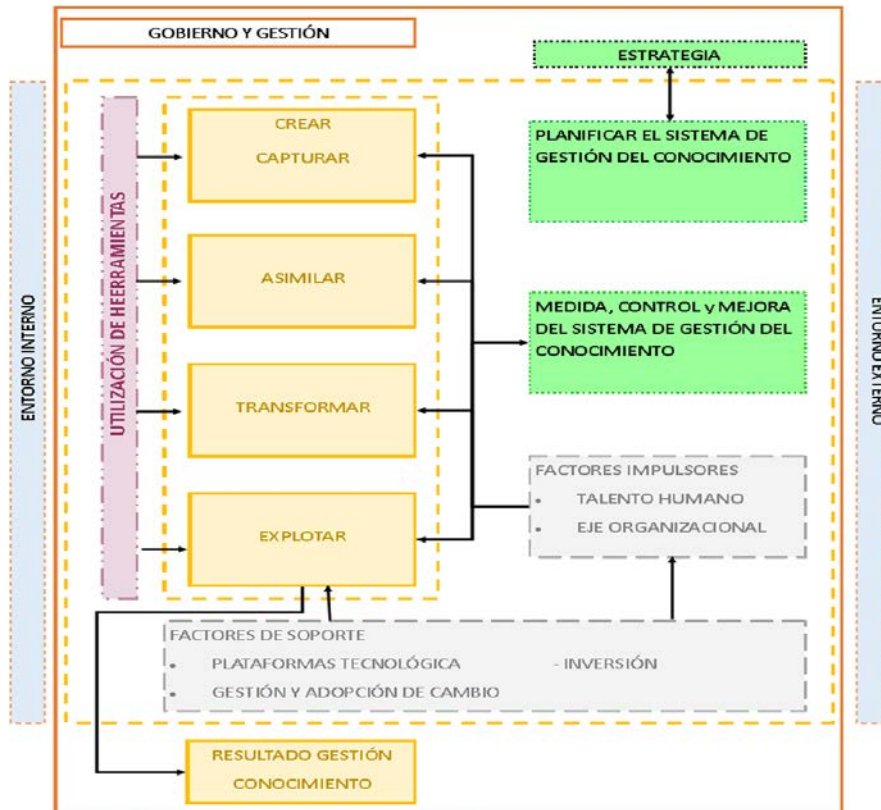 GOBIERNO Y GESTIÓN
ESTRATEGIA
ENTORNO INTERNO
UTILIZACIÓN DE HEERRAMIENTAS
CREAR
CAPTURAR
ASIMILAR
TRANSFORMAR
EXPLOTAR
PLANIFICAR EL SISTEMA DE
GESTIÓN DEL CONOCIMIENTO
MEDIDA, CONTROL y MEJORA
DEL SISTEMA DE GESTIÓN DEL
CONOCIMIENTO
FACTORES IMPULSORES
• TALENTO HUMANO
• EJE ORGANIZACIONAL
ENTORNO EXTERNO
FACTORES DE SOPORTE
• PLATAFORMAS TECNOLÓGICA - INVERSIÓN
• GESTIÓN Y ADOPCIÓN DE CAMBIO
RESULTADO GESTIÓN
CONOCIMIENTO